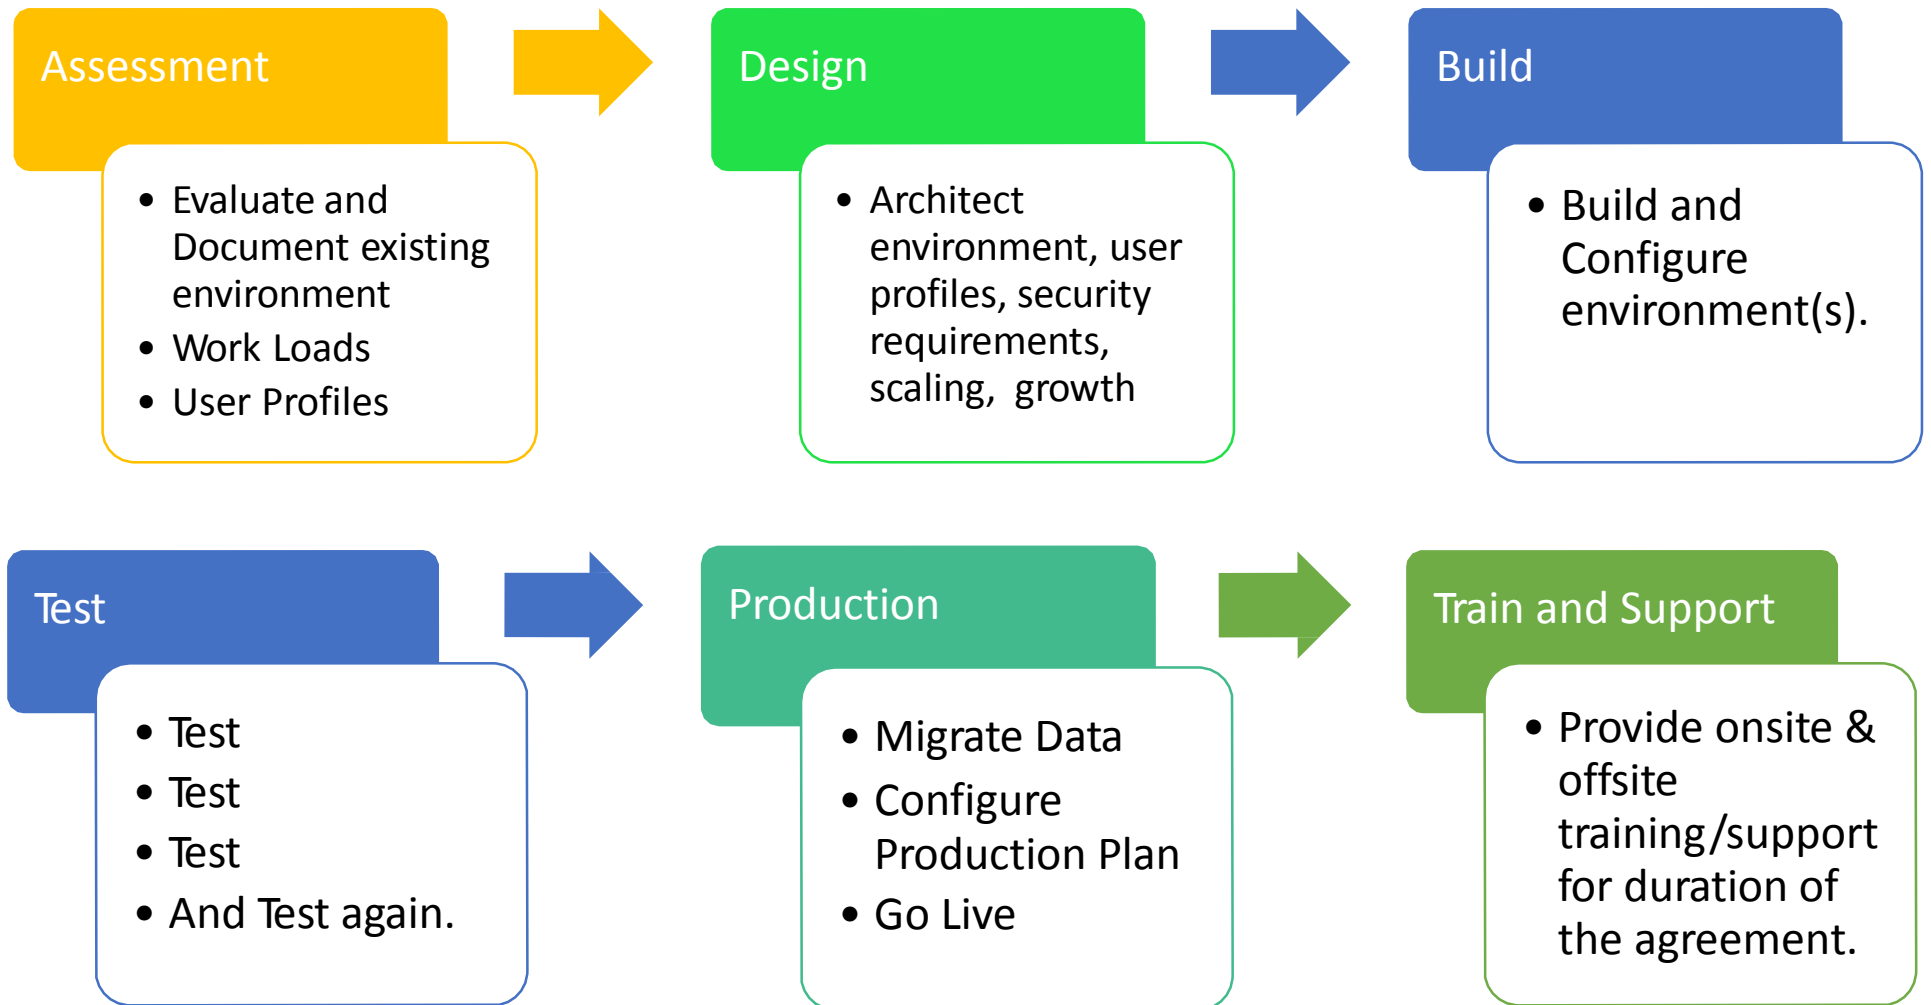 Assessment
• Evaluate and
Document existing
environment
• Work Loads
• User Profiles
Design
• Architect
environment, user
profiles, security
requirements,
scaling,  growth
Build
• Build and
Configure
environment(s).
Test
• Test
• Test
• Test
• And Test again.
Production
• Migrate Data
• Configure
Production Plan
• Go Live
Train and Support
• Provide onsite &
offsite
training/support
for duration of
the agreement.